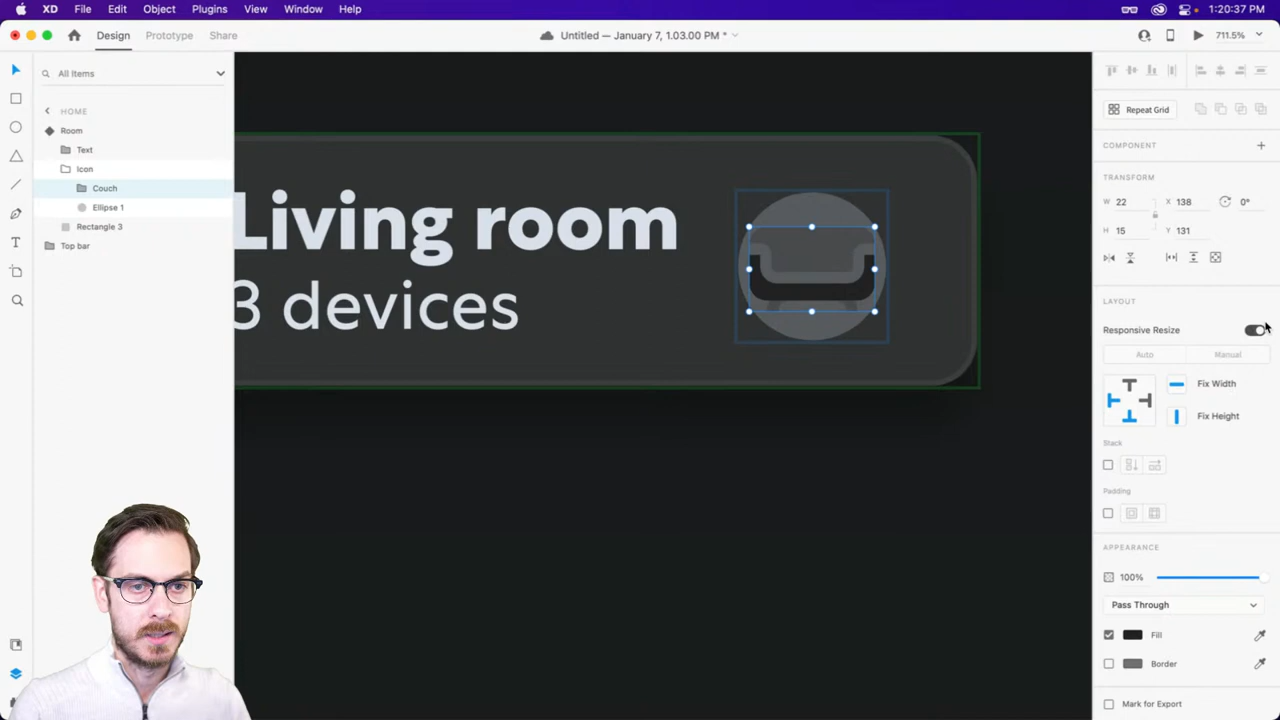 XD File Edit Object Plugins View Window Help 1:20:37 PM
Design Prototype Share Untitled — January 7, 1.03.00 PM * 711.5%
All Items
HOME
Room
Text
Icon
Couch
Ellipse 1
Rectangle 3
Top bar
Living room
3 devices
Repeat Grid
COMPONENT
TRANSFORM
W 22 X 138 0°
H 15 Y 131
LAYOUT
Responsive Resize
Auto Manual
Fix Width
Fix Height
Stack
Padding
APPEARANCE
100%
Pass Through
Fill
Border
Mark for Export